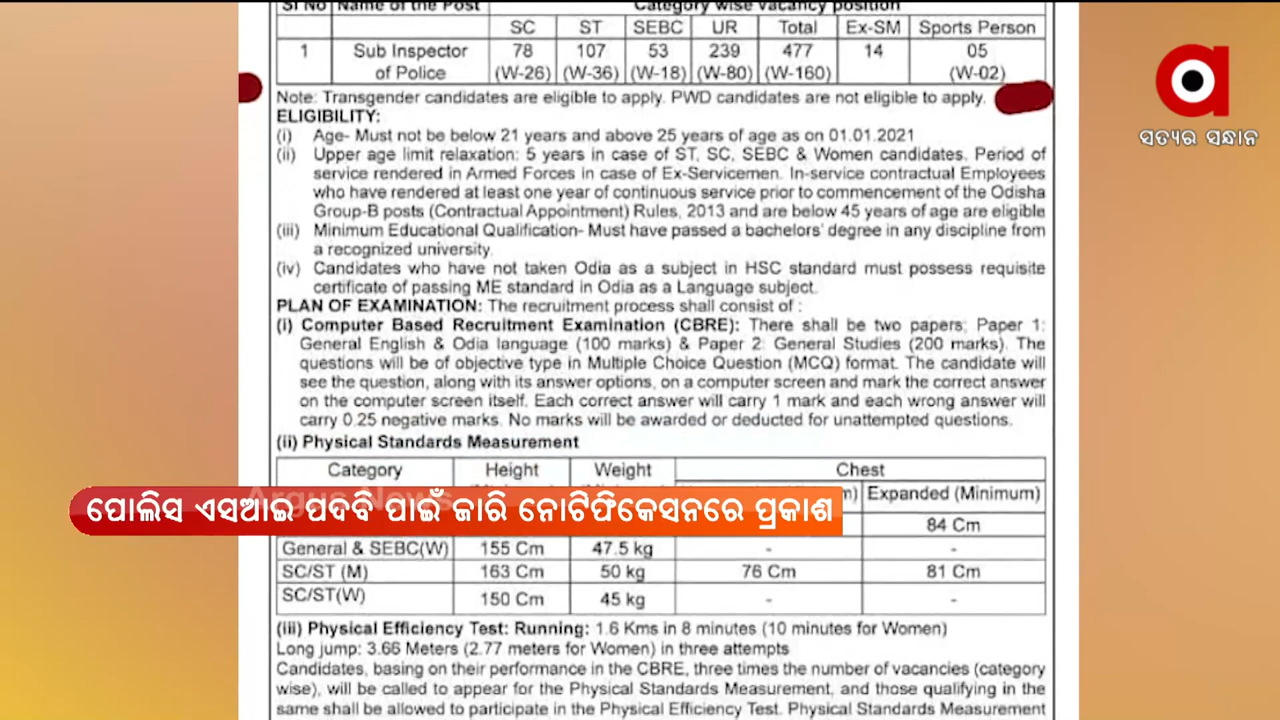 Sl No Name of the Post Category wise vacancy position
SC ST SEBC UR Total Ex-SM Sports Person
1 Sub Inspector 78 107 53 239 477 14 05
of Police (W-26) (W-36) (W-18) (W-80) (W-160) (W-02)
Note: Transgender candidates are eligible to apply. PWD candidates are not eligible to apply.
ସତ୍ୟର ସନ୍ଧାନ
ELIGIBILITY:
(i) Age- Must not be below 21 years and above 25 years of age as on 01.01.2021
(ii) Upper age limit relaxation: 5 years in case of ST, SC, SEBC & Women candidates. Period of
service rendered in Armed Forces in case of Ex-Servicemen. In-service contractual Employees
who have rendered at least one year of continuous service prior to commencement of the Odisha
Group-B posts (Contractual Appointment) Rules, 2013 and are below 45 years of age are eligible
(iii) Minimum Educational Qualification- Must have passed a bachelors' degree in any discipline from
a recognized university.
(iv) Candidates who have not taken Odia as a subject in HSC standard must possess requisite
certificate of passing ME standard in Odia as a Language subject.
PLAN OF EXAMINATION: The recruitment process shall consist of :
(i) Computer Based Recruitment Examination (CBRE): There shall be two papers; Paper 1:
General English & Odia language (100 marks) & Paper 2: General Studies (200 marks). The
questions will be of objective type in Multiple Choice Question (MCQ) format. The candidate will
see the question, along with its answer options, on a computer screen and mark the correct answer
on the computer screen itself. Each correct answer will carry 1 mark and each wrong answer will
carry 0.25 negative marks. No marks will be awarded or deducted for unattempted questions.
(ii) Physical Standards Measurement
Category Height Weight Chest
Expanded (Minimum)
Argus News
ପୋଲିସ ଏସଆଇ ପଦବି ପାଇଁ ଜାରି ନୋଟିଫିକେସନରେ ପ୍ରକାଶ
84 Cm
General & SEBC(W) 155 Cm 47.5 kg - -
SC/ST (M) 163 Cm 50 kg 76 Cm 81 Cm
SC/ST(W) 150 Cm 45 kg - -
(iii) Physical Efficiency Test: Running: 1.6 Kms in 8 minutes (10 minutes for Women)
Long jump: 3.66 Meters (2.77 meters for Women) in three attempts
Candidates, basing on their performance in the CBRE, three times the number of vacancies (category
wise), will be called to appear for the Physical Standards Measurement, and those qualifying in the
same shall be allowed to participate in the Physical Efficiency Test. Physical Standards Measurement